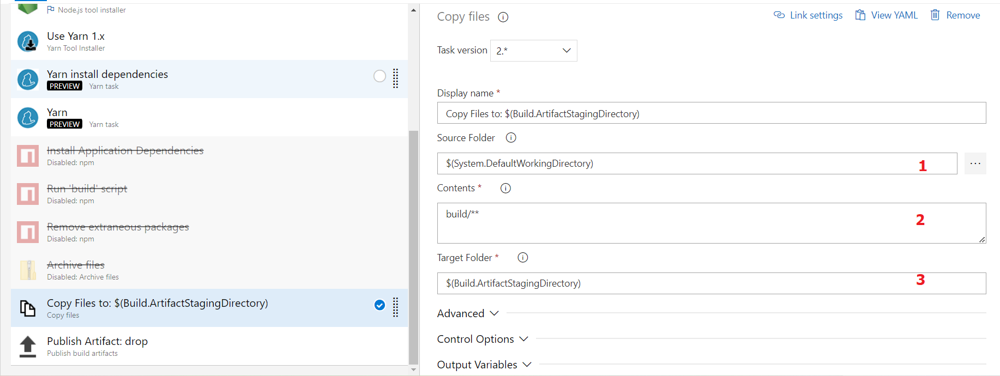 Node.js tool installer
Use Yarn 1.x
Yarn Tool Installer
Yarn install dependencies
PREVIEW Yarn task
Yarn
PREVIEW Yarn task
Install Application Dependencies
Disabled: npm
Run 'build' script
Disabled: npm
Remove extraneous packages
Disabled: npm
Archive files
Disabled: Archive files
Copy Files to: $(Build.ArtifactStagingDirectory)
Copy files
Publish Artifact: drop
Publish build artifacts
Copy files
Link settings View YAML Remove
Task version 2.*
Display name *
Copy Files to: $(Build.ArtifactStagingDirectory)
Source Folder
$(System.DefaultWorkingDirectory) 1 ...
Contents *
build/** 2
Target Folder *
$(Build.ArtifactStagingDirectory) 3
Advanced
Control Options
Output Variables